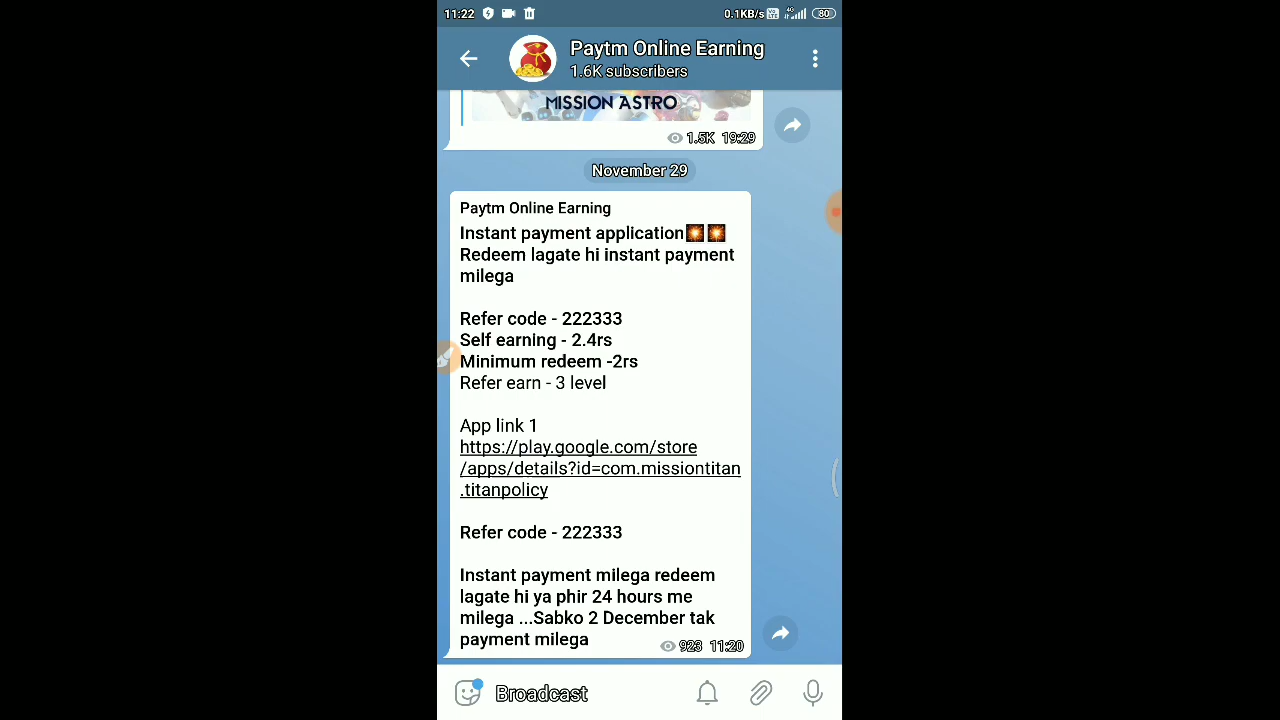 11:22
0.1KB/s
4G
80
Paytm Online Earning
1.6K subscribers
MISSION ASTRO
1.5K 19:29
November 29
Paytm Online Earning
Instant payment application💥💥
Redeem lagate hi instant payment
milega
Refer code - 222333
Self earning - 2.4rs
Minimum redeem -2rs
Refer earn - 3 level
App link 1
https://play.google.com/store
/apps/details?id=com.missiontitan
.titanpolicy
Refer code - 222333
Instant payment milega redeem
lagate hi ya phir 24 hours me
milega ...Sabko 2 December tak
payment milega
923 11:20
Broadcast